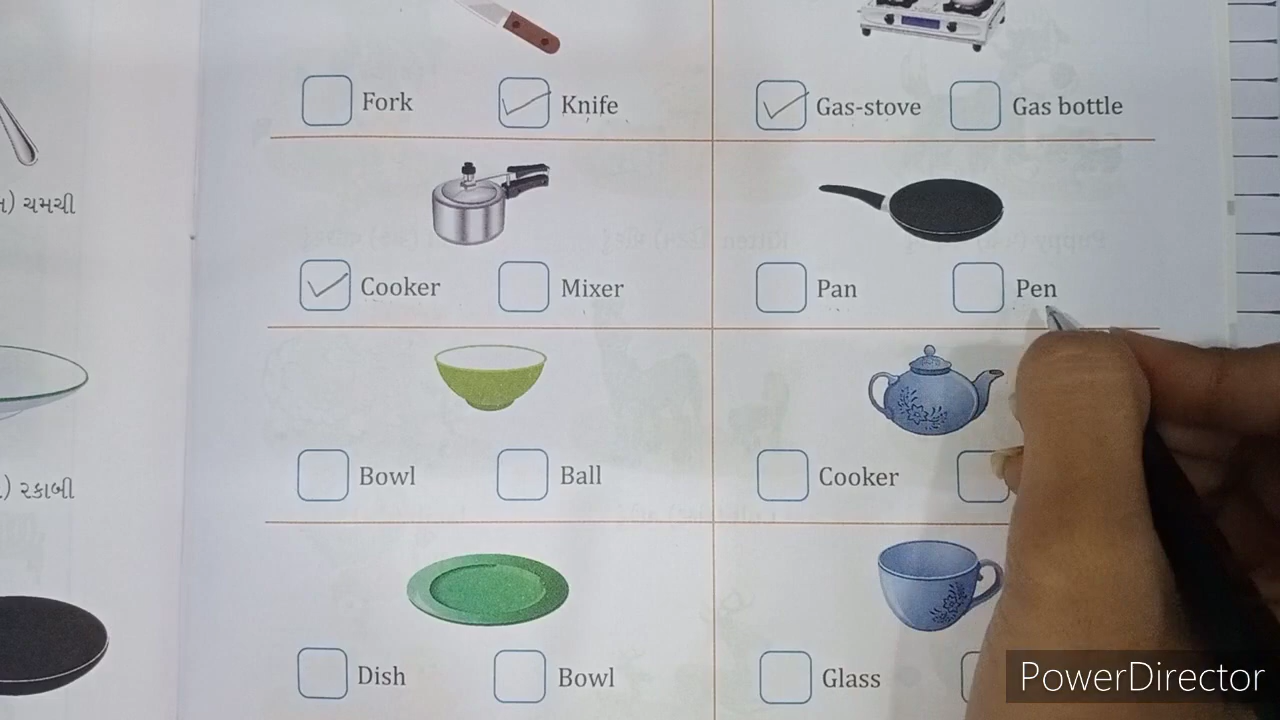 Fork Knife Gas-stove Gas bottle
ચમચી
Cooker Mixer Pan Pen
Bowl Ball Cooker
રકાબી
Dish Bowl Glass
PowerDirector